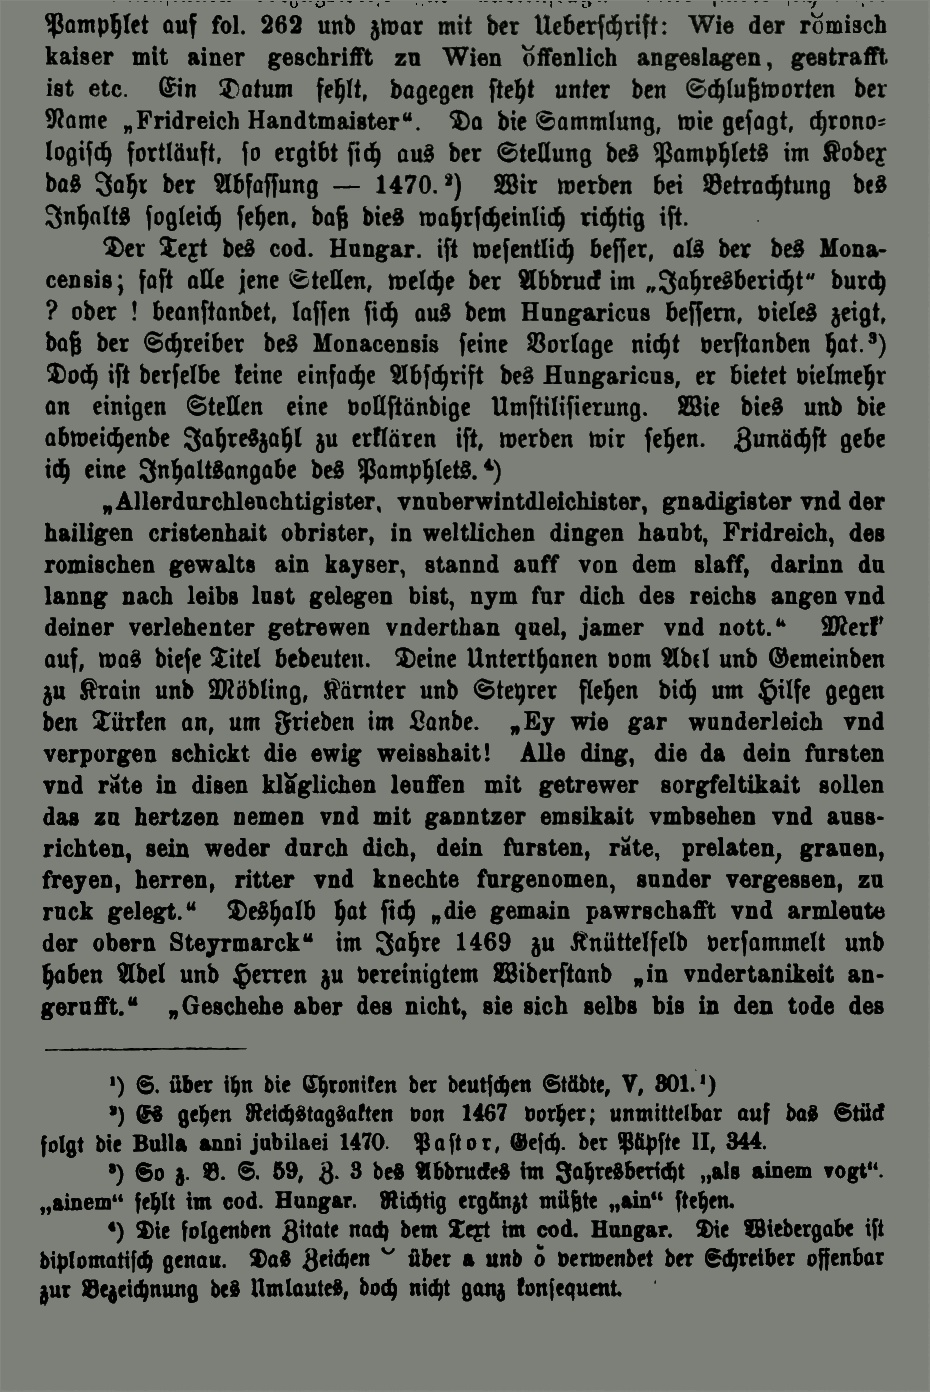 Pamphlet auf fol. 262 und zwar mit der Ueberschrift: Wie der rŏmisch
kaiser mit ainer geschrifft zu Wien ŏffenlich angeslagen, gestrafft
ist etc. Ein Datum fehlt, dagegen steht unter den Schlußworten der
Name „Fridreich Handtmaister“. Da die Sammlung, wie gesagt, chrono-
logisch fortläuft, so ergibt sich aus der Stellung des Pamphlets im Kodex
das Jahr der Abfassung — 1470.²) Wir werden bei Betrachtung des
Inhalts sogleich sehen, daß dies wahrscheinlich richtig ist.
Der Text des cod. Hungar. ist wesentlich besser, als der des Mona-
censis; fast alle jene Stellen, welche der Abdruck im „Jahresbericht“ durch
? oder ! beanstandet, lassen sich aus dem Hungaricus bessern, vieles zeigt,
daß der Schreiber des Monacensis seine Vorlage nicht verstanden hat.³)
Doch ist derselbe keine einfache Abschrift des Hungaricus, er bietet vielmehr
an einigen Stellen eine vollständige Umstilisierung. Wie dies und die
abweichende Jahreszahl zu erklären ist, werden wir sehen. Zunächst gebe
ich eine Inhaltsangabe des Pamphlets.⁴)
„Allerdurchleuchtigister, vnuberwintdleichister, gnadigister vnd der
hailigen cristenhait obrister, in weltlichen dingen haubt, Fridreich, des
romischen gewalts ain kayser, stannd auff von dem slaff, darinn du
lanng nach leibs lust gelegen bist, nym fur dich des reichs angen vnd
deiner verlehenter getrewen vnderthan quel, jamer vnd nott.“ Merk’
auf, was diese Titel bedeuten. Deine Unterthanen vom Adel und Gemeinden
zu Krain und Mödling, Kärnter und Steyrer flehen dich um Hilfe gegen
den Türken an, um Frieden im Lande. „Ey wie gar wunderleich vnd
verporgen schickt die ewig weisshait! Alle ding, die da dein fursten
vnd răte in disen klăglichen leuffen mit getrewer sorgfeltikait sollen
das zu hertzen nemen vnd mit ganntzer emsikait vmbsehen vnd auss-
richten, sein weder durch dich, dein fursten, răte, prelaten, grauen,
freyen, herren, ritter vnd knechte furgenomen, sunder vergessen, zu
ruck gelegt.“ Deshalb hat sich „die gemain pawrschafft vnd armleute
der obern Steyrmarck“ im Jahre 1469 zu Knüttelfeld versammelt und
haben Adel und Herren zu vereinigtem Widerstand „in vndertanikeit an-
gerufft.“ „Geschehe aber des nicht, sie sich selbs bis in den tode des
¹) S. über ihn die Chroniken der deutschen Städte, V, 301.¹)
²) Es gehen Reichstagsakten von 1467 vorher; unmittelbar auf das Stück
folgt die Bulla anni jubilaei 1470. Pastor, Gesch. der Päpste II, 344.
³) So z. B. S. 59, Z. 3 des Abdruckes im Jahresbericht „als ainem vogt“.
„ainem“ fehlt im cod. Hungar. Richtig ergänzt müßte „ain“ stehen.
⁴) Die folgenden Zitate nach dem Text im cod. Hungar. Die Wiedergabe ist
diplomatisch genau. Das Zeichen ˘ über a und ŏ verwendet der Schreiber offenbar
zur Bezeichnung des Umlautes, doch nicht ganz konsequent.